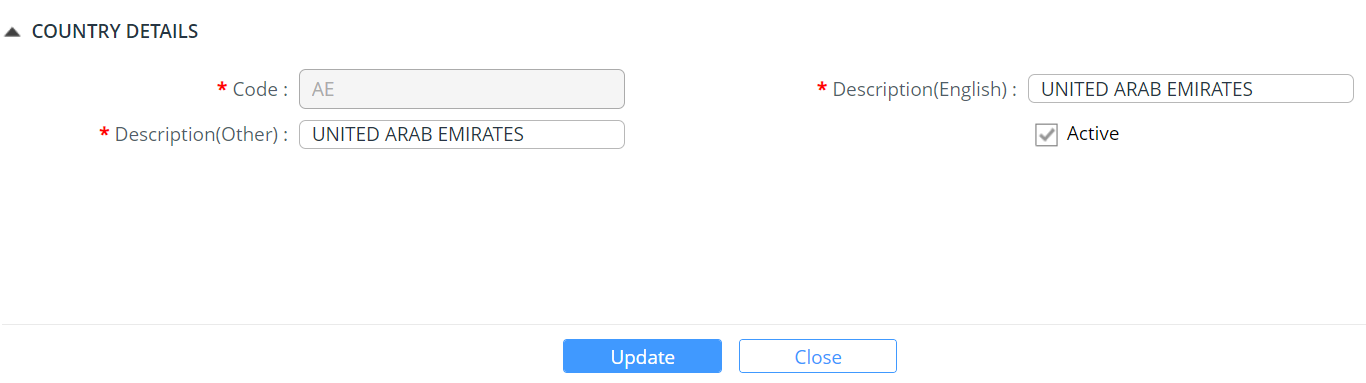 COUNTRY DETAILS
* Code : AE
* Description(English) : UNITED ARAB EMIRATES
* Description(Other) : UNITED ARAB EMIRATES
Active
Update
Close